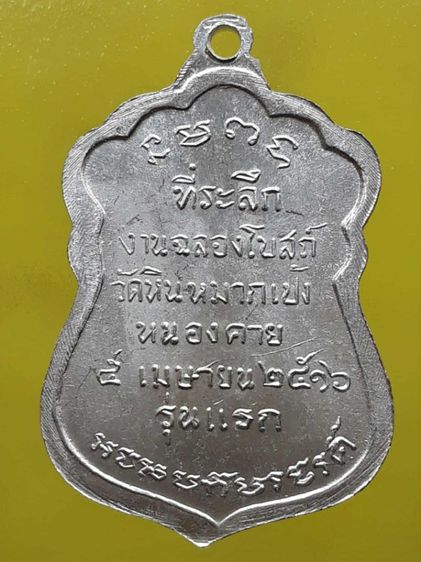 ที่ระลึก
งานฉลองโบสถ์
วัดหินหมากเป้ง
หนองคาย
๕ เมษายน ๒๕๑๖
รุ่นแรก